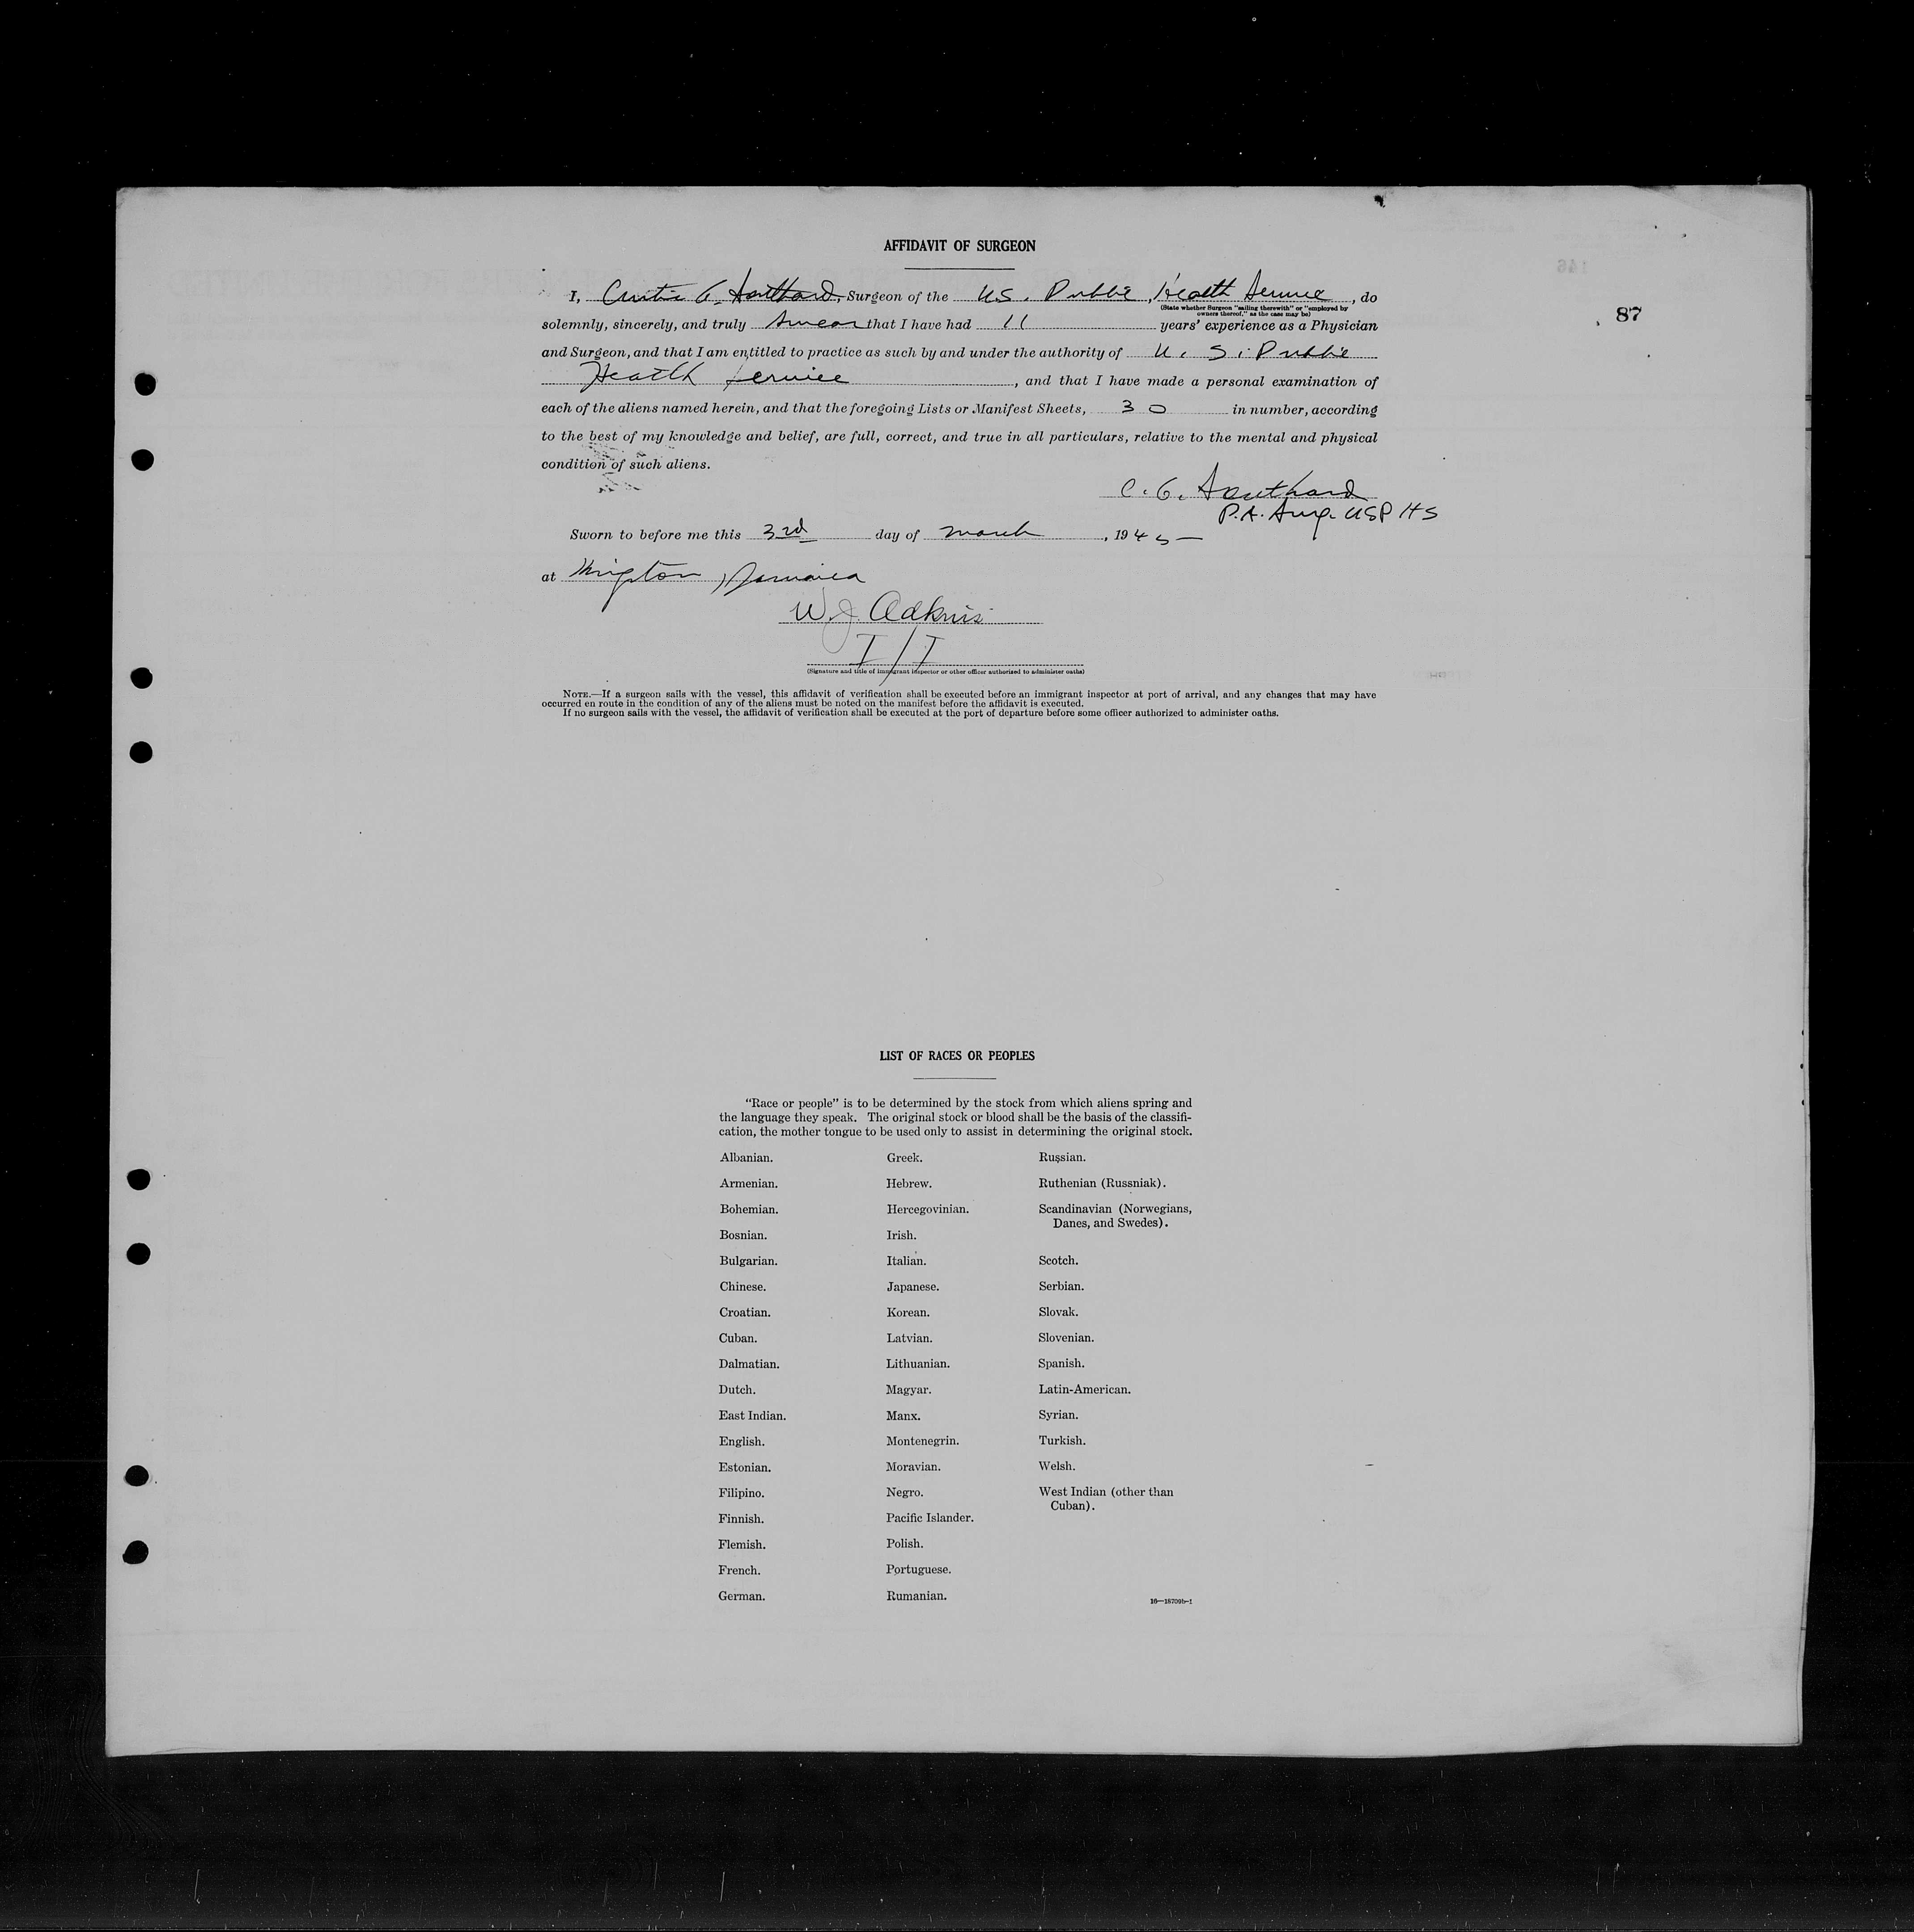 AFFIDAVIT OF SURGEON
I, Curtis G. Southard, Surgeon of the U.S. Public Health Service, do
(State whether Surgeon "sailing therewith" or "employed by
owners thereof," as the case may be)
87
solemnly, sincerely, and truly swear that I have had 11 years' experience as a Physician
and Surgeon, and that I am entitled to practice as such by and under the authority of U. S. Public
Health Service, and that I have made a personal examination of
each of the aliens named herein, and that the foregoing Lists or Manifest Sheets, 30 in number, according
to the best of my knowledge and belief, are full, correct, and true in all particulars, relative to the mental and physical
condition of such aliens.
C. G. Southard
P.A. Surg. USPHS
Sworn to before me this 3rd day of March, 1945
at Kingston, Jamaica
W.J. Adkins
I/I
(Signature and title of immigrant inspector or other officer authorized to administer oaths)
NOTE.—If a surgeon sails with the vessel, this affidavit of verification shall be executed before an immigrant inspector at port of arrival, and any changes that may have
occurred en route in the condition of any of the aliens must be noted on the manifest before the affidavit is executed.
If no surgeon sails with the vessel, the affidavit of verification shall be executed at the port of departure before some officer authorized to administer oaths.
LIST OF RACES OR PEOPLES
"Race or people" is to be determined by the stock from which aliens spring and
the language they speak. The original stock or blood shall be the basis of the classifi-
cation, the mother tongue to be used only to assist in determining the original stock.
Albanian.
Armenian.
Bohemian.
Bosnian.
Bulgarian.
Chinese.
Croatian.
Cuban.
Dalmatian.
Dutch.
East Indian.
English.
Estonian.
Filipino.
Finnish.
Flemish.
French.
German.
Greek.
Hebrew.
Hercegovinian.
Irish.
Italian.
Japanese.
Korean.
Latvian.
Lithuanian.
Magyar.
Manx.
Montenegrin.
Moravian.
Negro.
Pacific Islander.
Polish.
Portuguese.
Rumanian.
Russian.
Ruthenian (Russniak).
Scandinavian (Norwegians,
Danes, and Swedes).
Scotch.
Serbian.
Slovak.
Slovenian.
Spanish.
Latin-American.
Syrian.
Turkish.
Welsh.
West Indian (other than
Cuban).
16—18709b-1